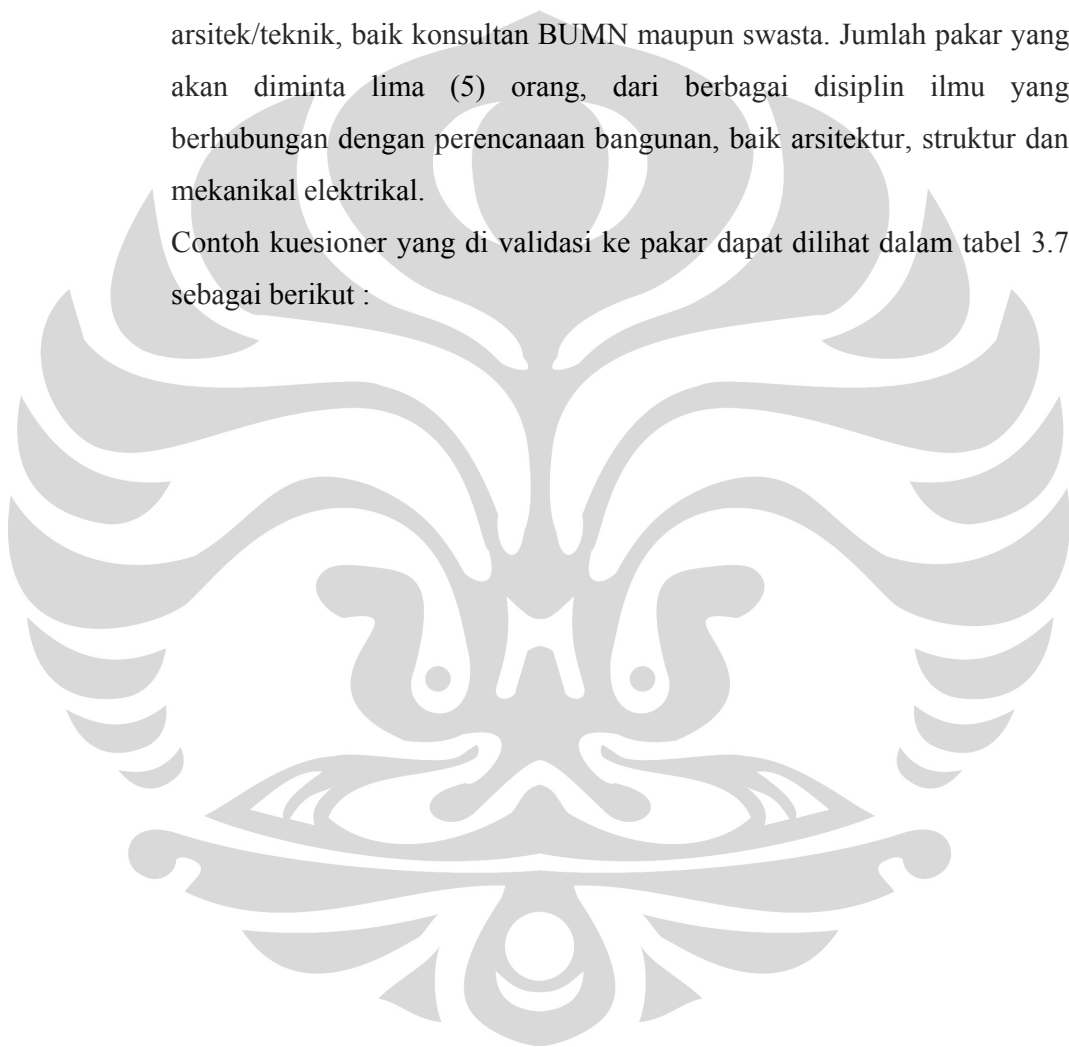 arsitek/teknik, baik konsultan BUMN maupun swasta. Jumlah pakar yang
akan diminta lima (5) orang, dari berbagai disiplin ilmu yang
berhubungan dengan perencanaan bangunan, baik arsitektur, struktur dan
mekanikal elektrikal.
Contoh kuesioner yang di validasi ke pakar dapat dilihat dalam tabel 3.7
sebagai berikut :